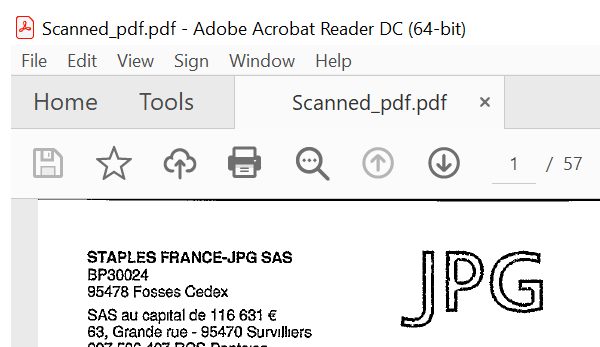 Scanned_pdf.pdf - Adobe Acrobat Reader DC (64-bit)
File Edit View Sign Window Help
Home Tools Scanned_pdf.pdf ×
1 / 57
STAPLES FRANCE-JPG SAS
BP30024
95478 Fosses Cedex
JPG
SAS au capital de 116 631 €
63, Grande rue - 95470 Survilliers